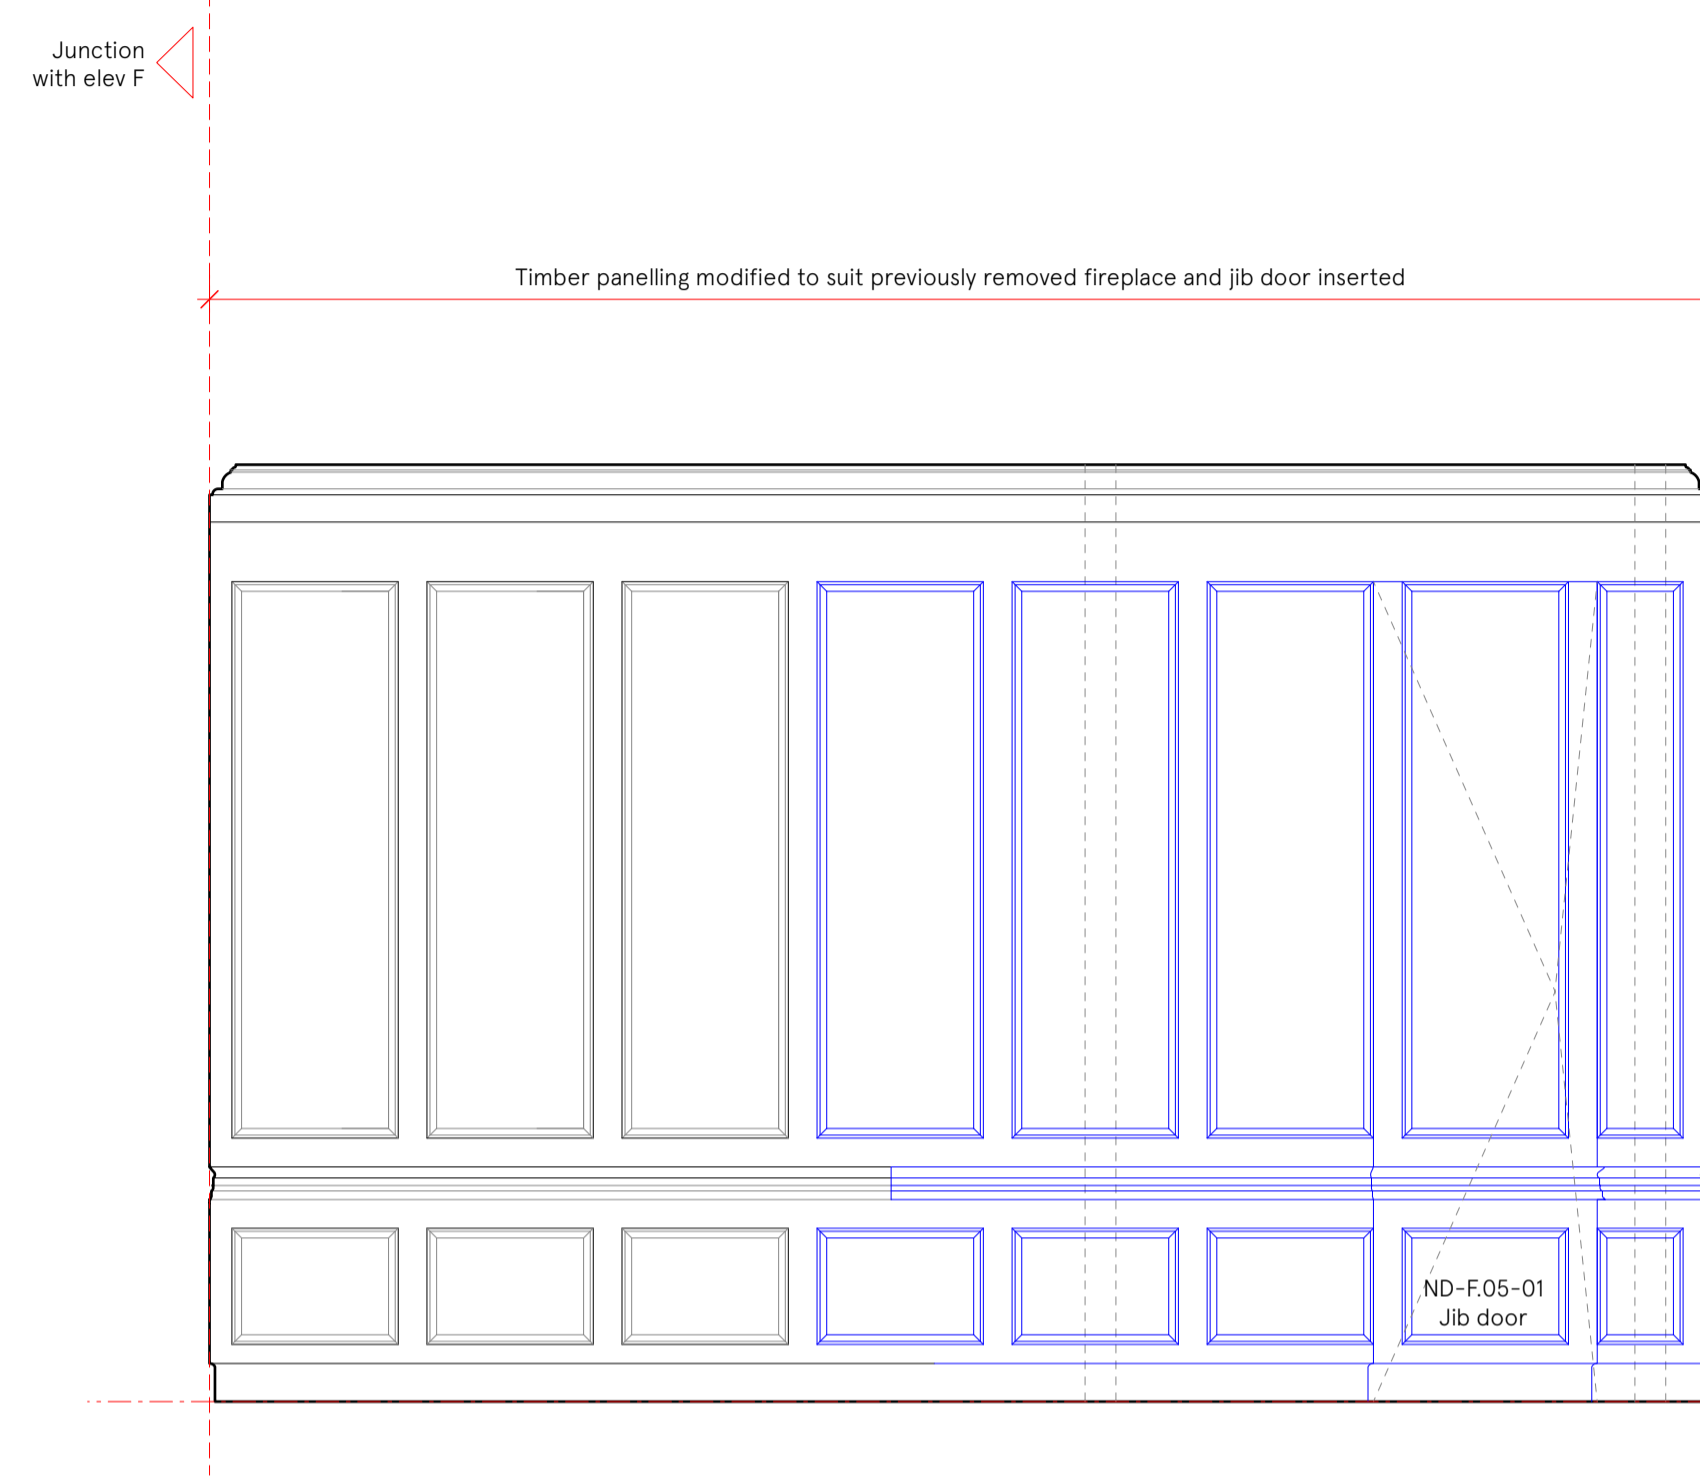 Junction
with elev F
Timber panelling modified to suit previously removed fireplace and jib door inserted
ND-F.05-01
Jib door